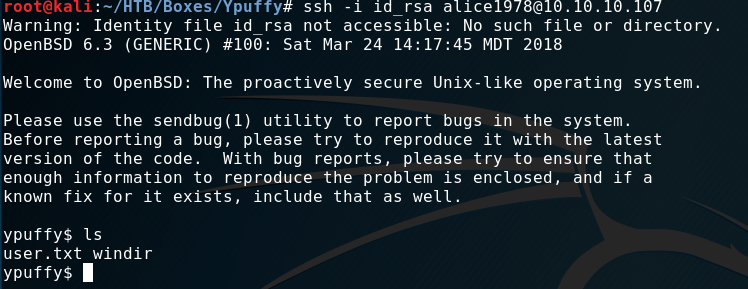 root@kali:~/HTB/Boxes/Ypuffy# ssh -i id_rsa alice1978@10.10.10.107
Warning: Identity file id_rsa not accessible: No such file or directory.
OpenBSD 6.3 (GENERIC) #100: Sat Mar 24 14:17:45 MDT 2018
Welcome to OpenBSD: The proactively secure Unix-like operating system.
Please use the sendbug(1) utility to report bugs in the system.
Before reporting a bug, please try to reproduce it with the latest
version of the code.  With bug reports, please try to ensure that
enough information to reproduce the problem is enclosed, and if a
known fix for it exists, include that as well.
ypuffy$ ls
user.txt windir
ypuffy$